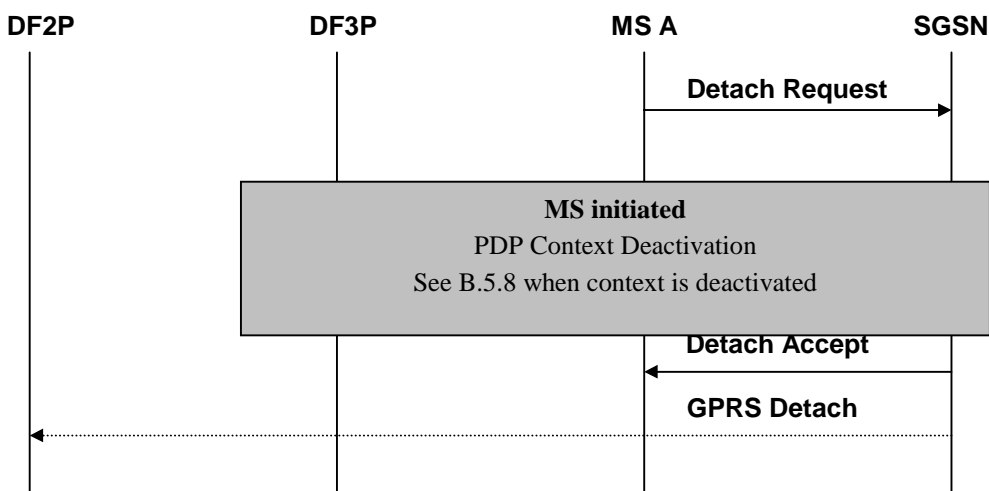 DF2P DF3P MS A SGSN
Detach Request
MS initiated
PDP Context Deactivation
See B.5.8 when context is deactivated
Detach Accept
GPRS Detach